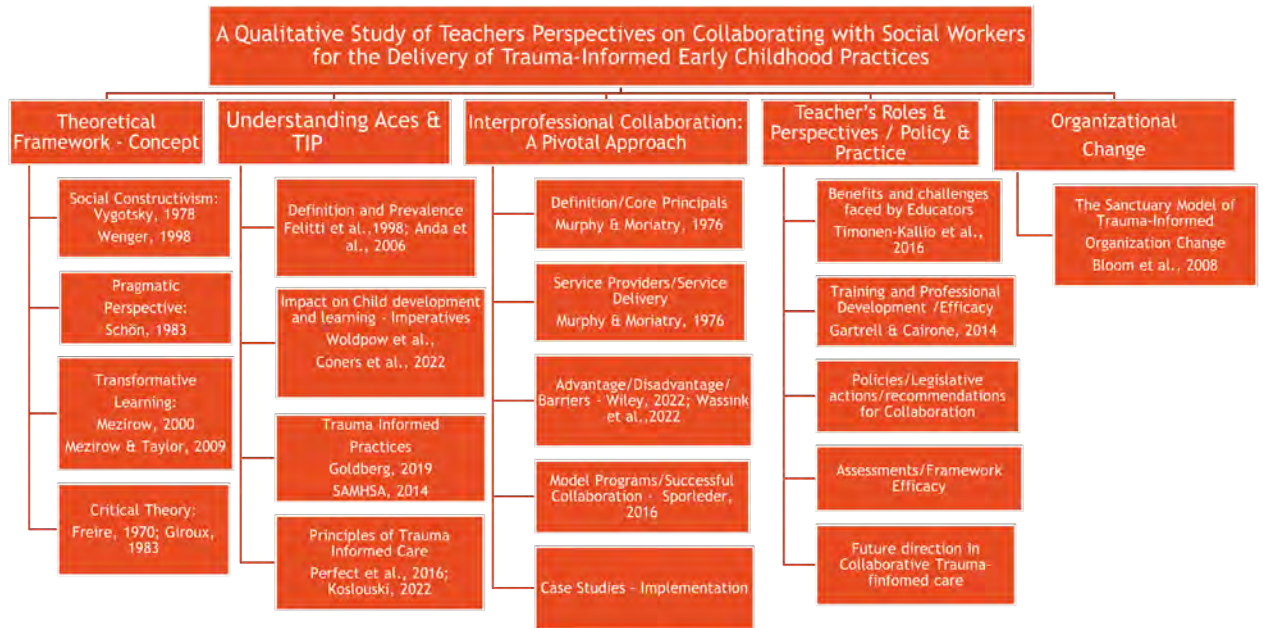 A Qualitative Study of Teachers Perspectives on Collaborating with Social Workers
for the Delivery of Trauma-Informed Early Childhood Practices
Theoretical
Framework - Concept
Social Constructivism:
Vygotsky, 1978
Wenger, 1998
Pragmatic
Perspective:
Schön, 1983
Transformative
Learning:
Mezirow, 2000
Mezirow & Taylor, 2009
Critical Theory:
Freire, 1970; Giroux,
1983
Understanding Aces &
TIP
Definition and Prevalence
Felitti et al.,1998; Anda et
al., 2006
Impact on Child development
and learning - Imperatives
Woldpow et al.,
Coners et al., 2022
Trauma Informed
Practices
Goldberg, 2019
SAMHSA, 2014
Principles of Trauma
Informed Care
Perfect et al., 2016;
Koslouski, 2022
Interprofessional Collaboration:
A Pivotal Approach
Definition/Core Principals
Murphy & Moriatry, 1976
Service Providers/Service
Delivery
Murphy & Moriatry, 1976
Advantage/Disadvantage/
Barriers - Wiley, 2022; Wassink
et al.,2022
Model Programs/Successful
Collaboration - Sporleder,
2016
Case Studies - Implementation
Teacher's Roles &
Perspectives / Policy &
Practice
Benefits and challenges
faced by Educators
Timonen-Kallio et al.,
2016
Training and Professional
Development /Efficacy
Gartrell & Cairone, 2014
Policies/Legislative
actions/recommendations
for Collaboration
Assessments/Framework
Efficacy
Future direction in
Collaborative Trauma-
finfomed care
Organizational
Change
The Sanctuary Model of
Trauma-Informed
Organization Change
Bloom et al., 2008